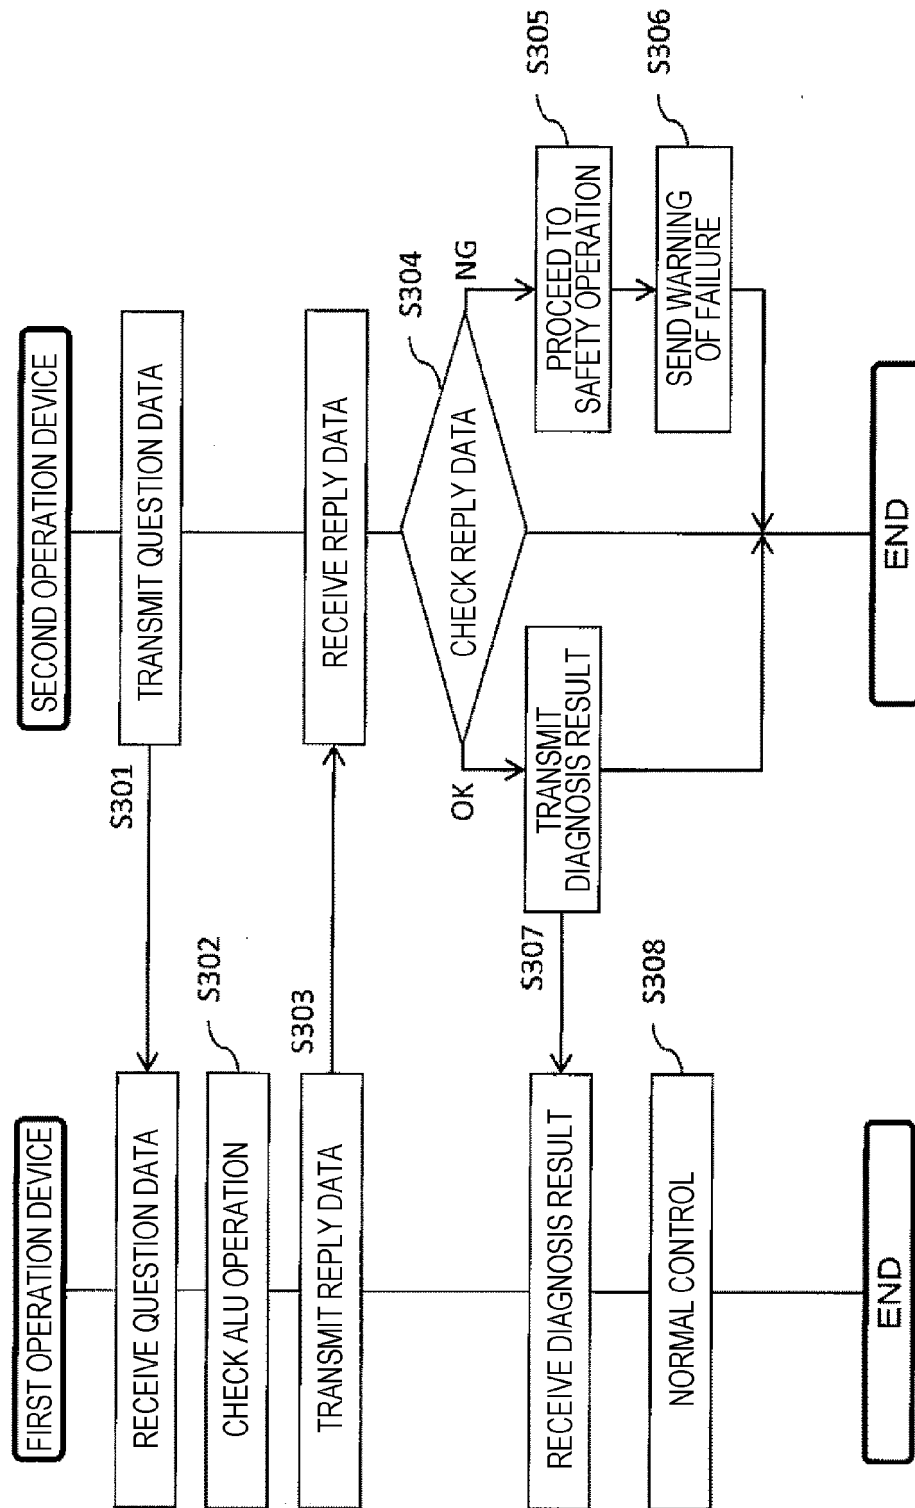 FIRST OPERATION DEVICE
RECEIVE QUESTION DATA
CHECK ALU OPERATION
S302
TRANSMIT REPLY DATA
S303
RECEIVE DIAGNOSIS RESULT
S307
NORMAL CONTROL
S308
END
SECOND OPERATION DEVICE
TRANSMIT QUESTION DATA
S301
RECEIVE REPLY DATA
CHECK REPLY DATA
S304
OK
NG
TRANSMIT
DIAGNOSIS RESULT
PROCEED TO
SAFETY OPERATION
S305
SEND WARNING
OF FAILURE
S306
END